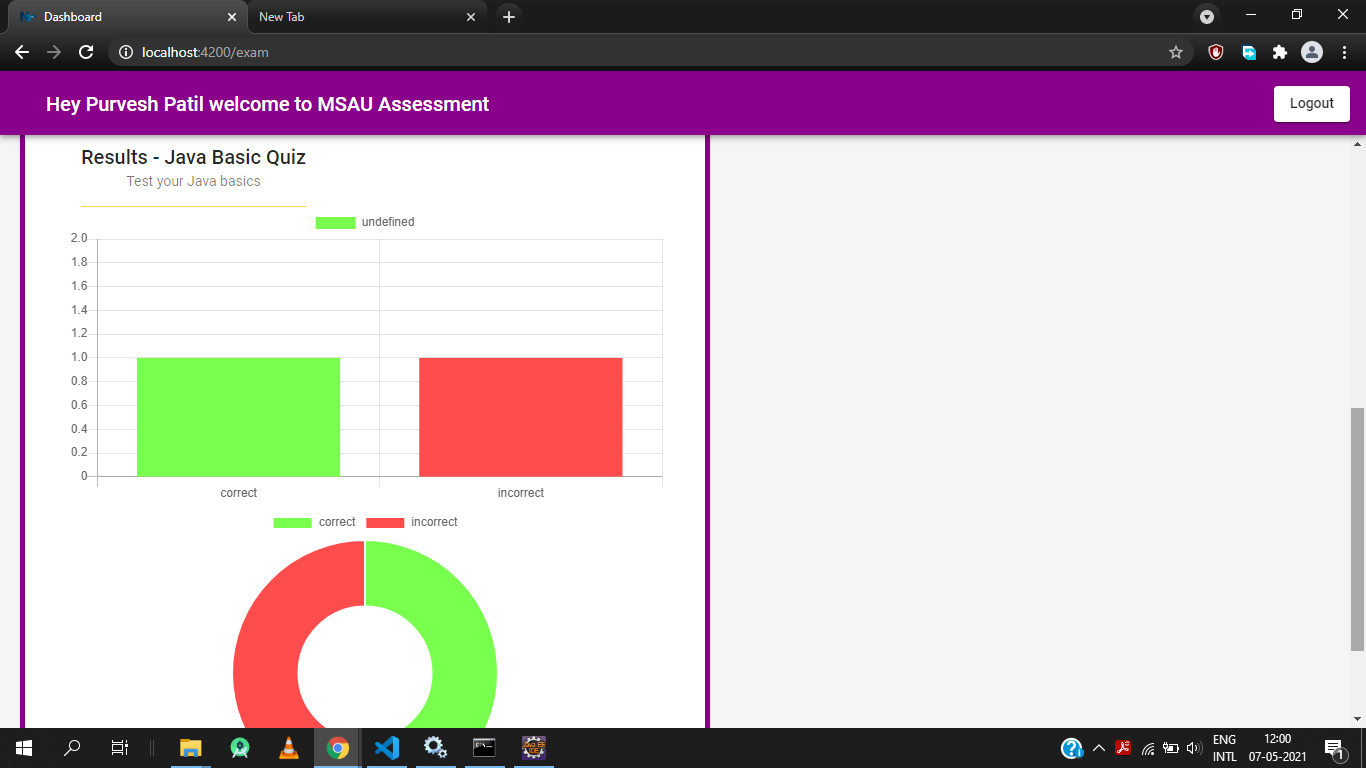 Dashboard
New Tab
localhost:4200/exam
Hey Purvesh Patil welcome to MSAU Assessment
Logout
Results - Java Basic Quiz
Test your Java basics
undefined
2.0
1.8
1.6
1.4
1.2
1.0
0.8
0.6
0.4
0.2
0
correct
incorrect
correct
incorrect
ENG
INTL
12:00
07-05-2021
1